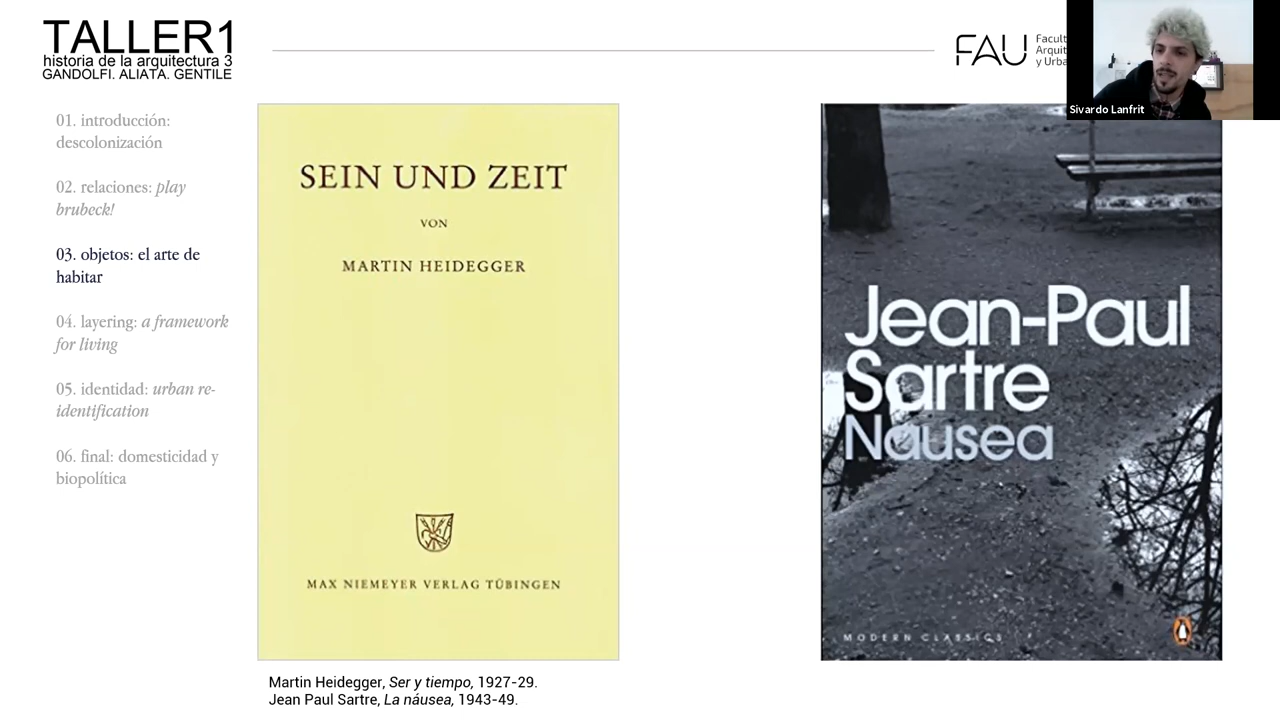 TALLER1
historia de la arquitectura 3
GANDOLFI. ALIATA. GENTILE
FAU
Facult
Arquit
y Urba
Sivardo Lanfrit
01. introducción:
descolonización
02. relaciones: play
brubeck!
03. objetos: el arte de
habitar
04. layering: a framework
for living
05. identidad: urban re-
identification
06. final: domesticidad y
biopolítica
SEIN UND ZEIT
VON
MARTIN HEIDEGGER
MAX NIEMEYER VERLAG TÜBINGEN
Jean-Paul
Sartre
Nausea
MODERN CLASSICS
Martin Heidegger, Ser y tiempo, 1927-29.
Jean Paul Sartre, La náusea, 1943-49.